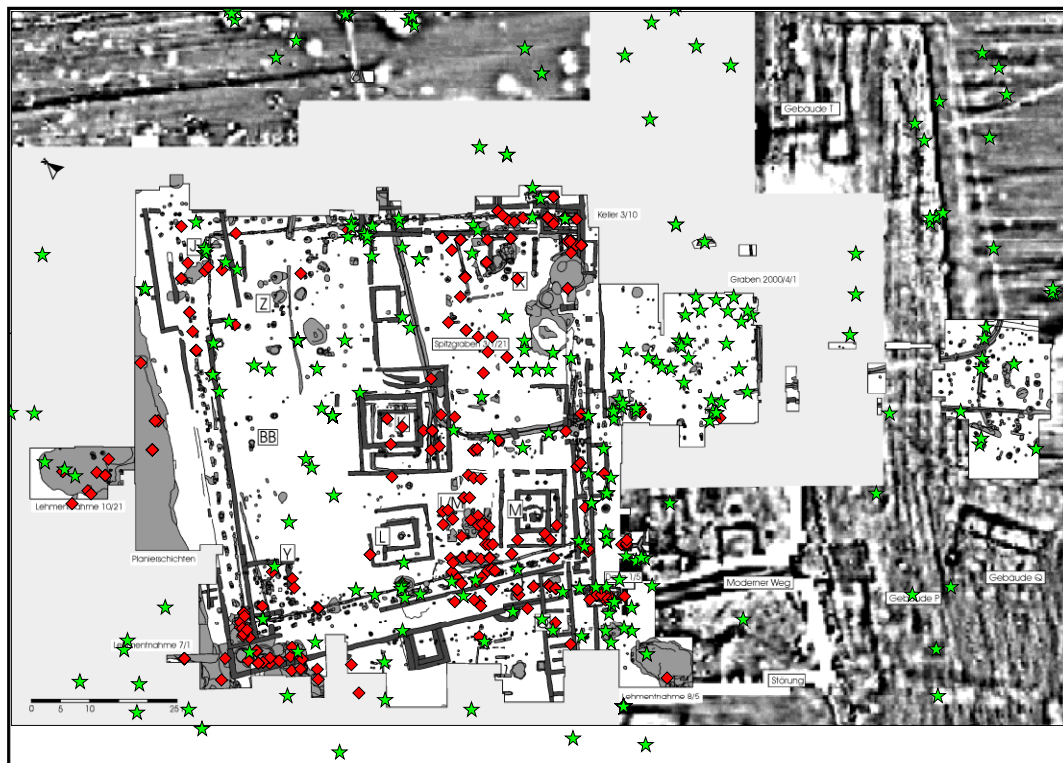 Gebäude T
Keller 3/10
Graben 2000/4/1
Z
Spitzgraben 3.1/21
K
BB
Lehmentnahme 10/21
M
L
Planierschichten
Y
Moderner Weg
Gebäude Q
Gebäude P
Lehmentnahme 7/1
Störung
Lehmentnahme 8/5
0 5 10 25